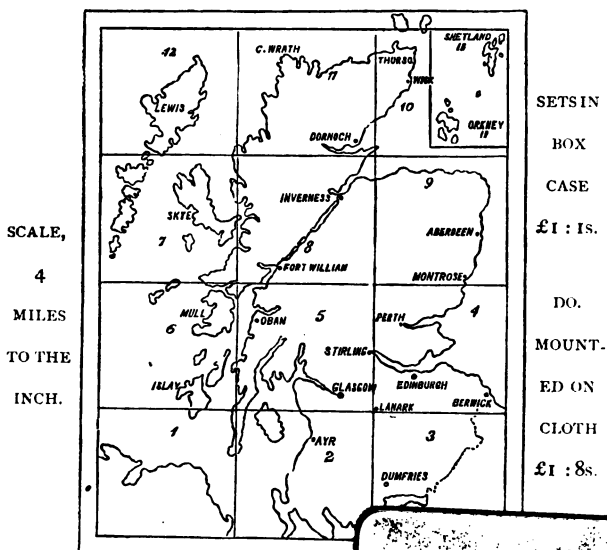 SHETLAND
13
12
C. WRATH
11
THURSO
WICK
LEWIS
10
ORKNEY
13
DORNOCH
9
INVERNESS
SKYE
ABERDEEN
7
8
FORT WILLIAM
MONTROSE
MULL
6
OBAN
5
PERTH
4
STIRLING
ISLAY
GLASGOW
EDINBURGH
BERWICK
LANARK
1
AYR
2
3
DUMFRIES
SCALE,
4
MILES
TO THE
INCH.
SETS IN
BOX
CASE
£1 : 1s.
DO.
MOUNT-
ED ON
CLOTH
£1 : 8s.